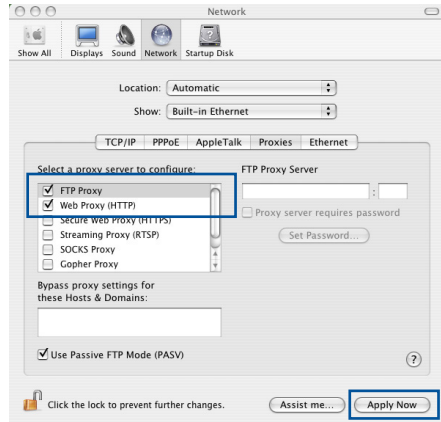 Network
Show All Displays Sound Network Startup Disk
Location: Automatic
Show: Built-in Ethernet
TCP/IP PPPoE AppleTalk Proxies Ethernet
Select a proxy server to configure: FTP Proxy Server
FTP Proxy :
Web Proxy (HTTP) Proxy server requires password
Secure Web Proxy (HTTPS)
Streaming Proxy (RTSP) Set Password...
SOCKS Proxy
Gopher Proxy
Bypass proxy settings for
these Hosts & Domains:
Use Passive FTP Mode (PASV) ?
Click the lock to prevent further changes. Assist me... Apply Now